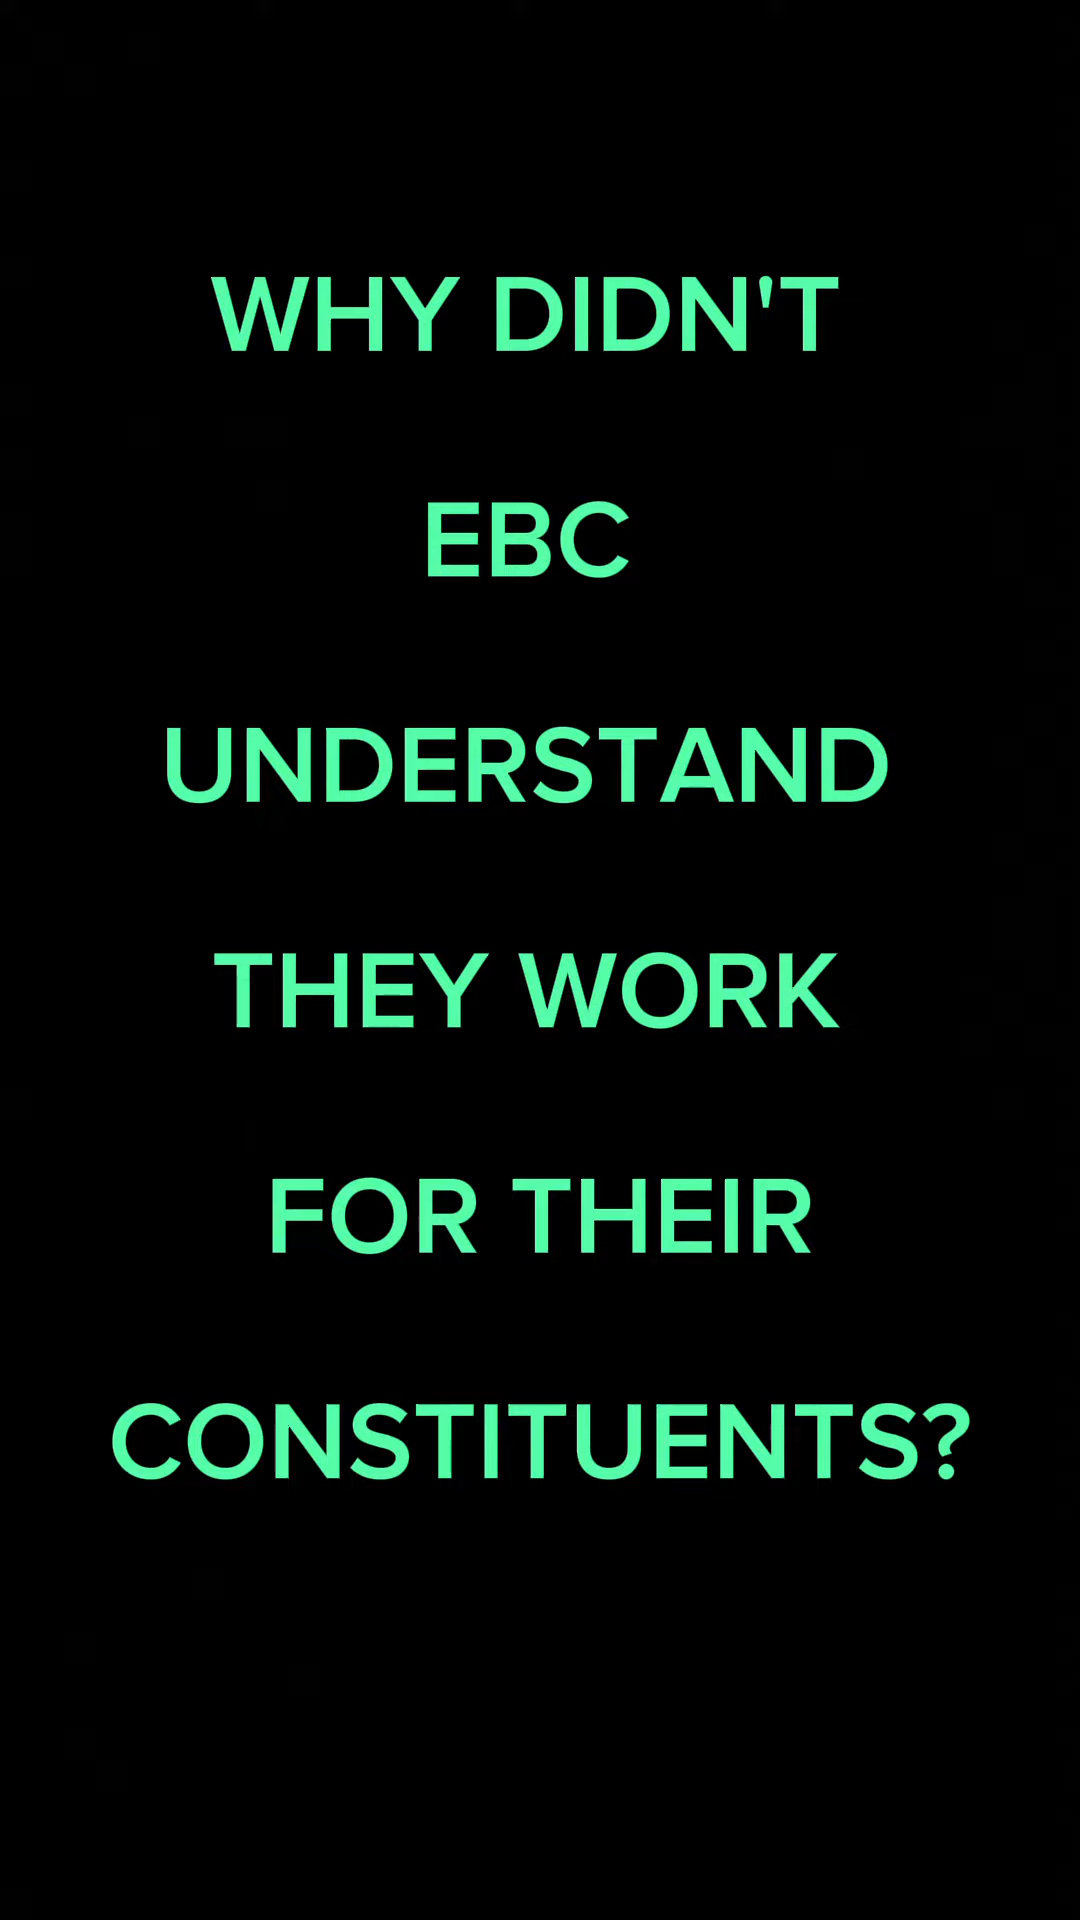 WHY DIDN'T
EBC
UNDERSTAND
THEY WORK
FOR THEIR
CONSTITUENTS?